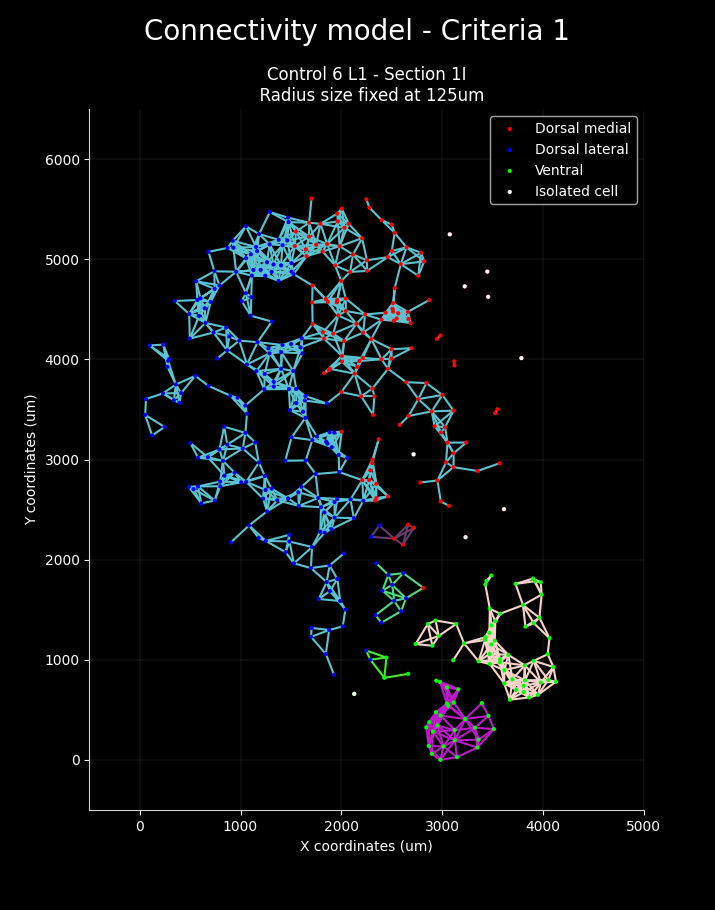 Connectivity model - Criteria 1
Control 6 L1 - Section 1I
Radius size fixed at 125um
Dorsal medial
Dorsal lateral
Ventral
Isolated cell
6000
5000
4000
3000
2000
1000
0
Y coordinates (um)
0 1000 2000 3000 4000 5000
X coordinates (um)